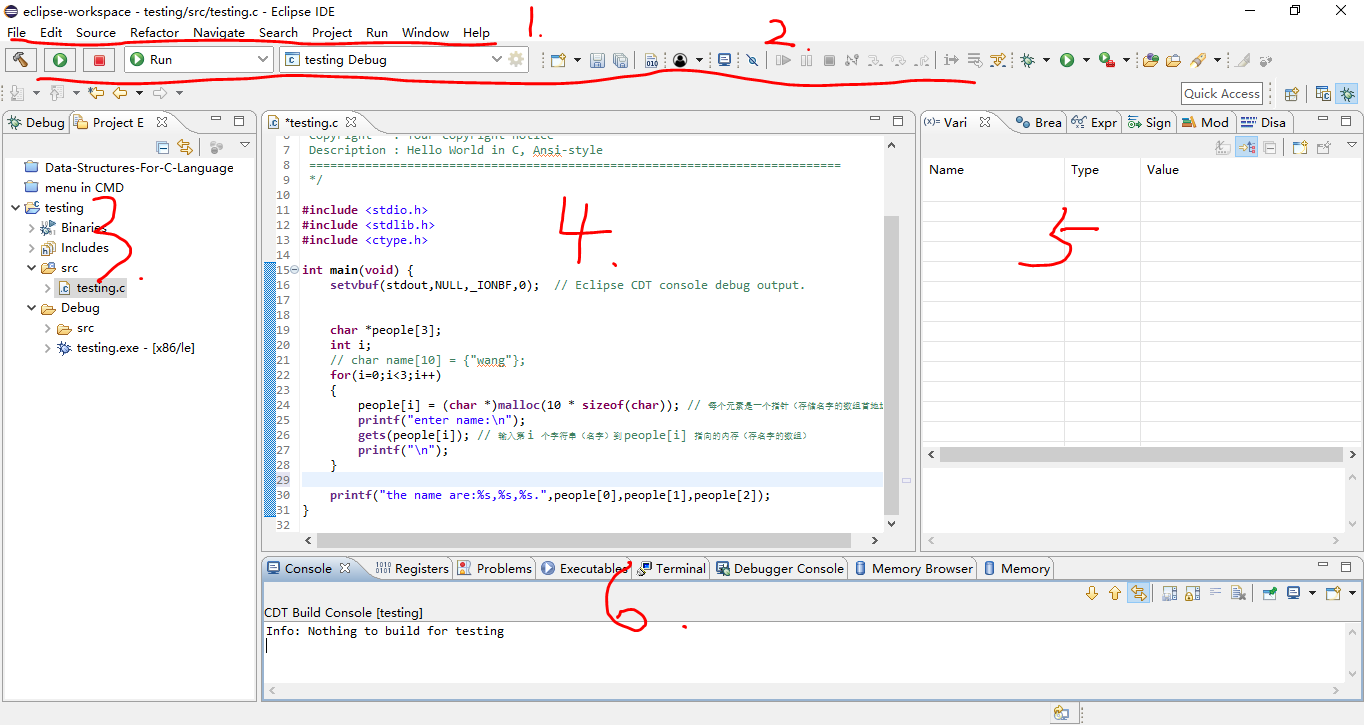 eclipse-workspace - testing/src/testing.c - Eclipse IDE
1.
File Edit Source Refactor Navigate Search Project Run Window Help
2.
Run
testing Debug
Quick Access
Debug
Project E
Data-Structures-For-C-Language
menu in CMD
testing
3.
Binaries
Includes
src
testing.c
Debug
src
testing.exe - [x86/le]
*testing.c
4.
7 Description : Hello World in C, Ansi-style
8 ============================================================================
9 */
10
11 #include <stdio.h>
12 #include <stdlib.h>
13 #include <ctype.h>
14
15 int main(void) {
16 setvbuf(stdout,NULL,_IONBF,0); // Eclipse CDT console debug output.
17
18
19 char *people[3];
20 int i;
21 // char name[10] = {"wang"};
22 for(i=0;i<3;i++)
23 {
24 people[i] = (char *)malloc(10 * sizeof(char)); // 每个元素是一个指针（存储名字的数组首地
25 printf("enter name:\n");
26 gets(people[i]); // 输入第i 个字符串（名字）到people[i] 指向的内存（存名字的数组）
27 printf("\n");
28 }
29
30 printf("the name are:%s,%s,%s.",people[0],people[1],people[2]);
31 }
32
(x)= Vari Brea Expr Sign Mod Disa
Name Type Value
5
Console Registers Problems Executables Terminal Debugger Console Memory Browser Memory
6.
CDT Build Console [testing]
Info: Nothing to build for testing